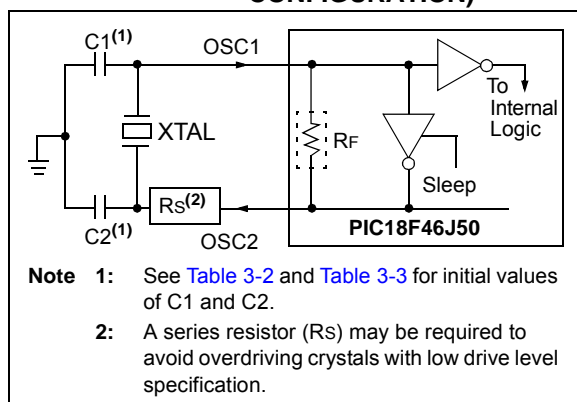 CONFIGURATION)
C1(1)
OSC1
To
Internal
Logic
XTAL
RF
Sleep
RS(2)
C2(1)
OSC2
PIC18F46J50
Note 1: See Table 3-2 and Table 3-3 for initial values
of C1 and C2.
2: A series resistor (RS) may be required to
avoid overdriving crystals with low drive level
specification.